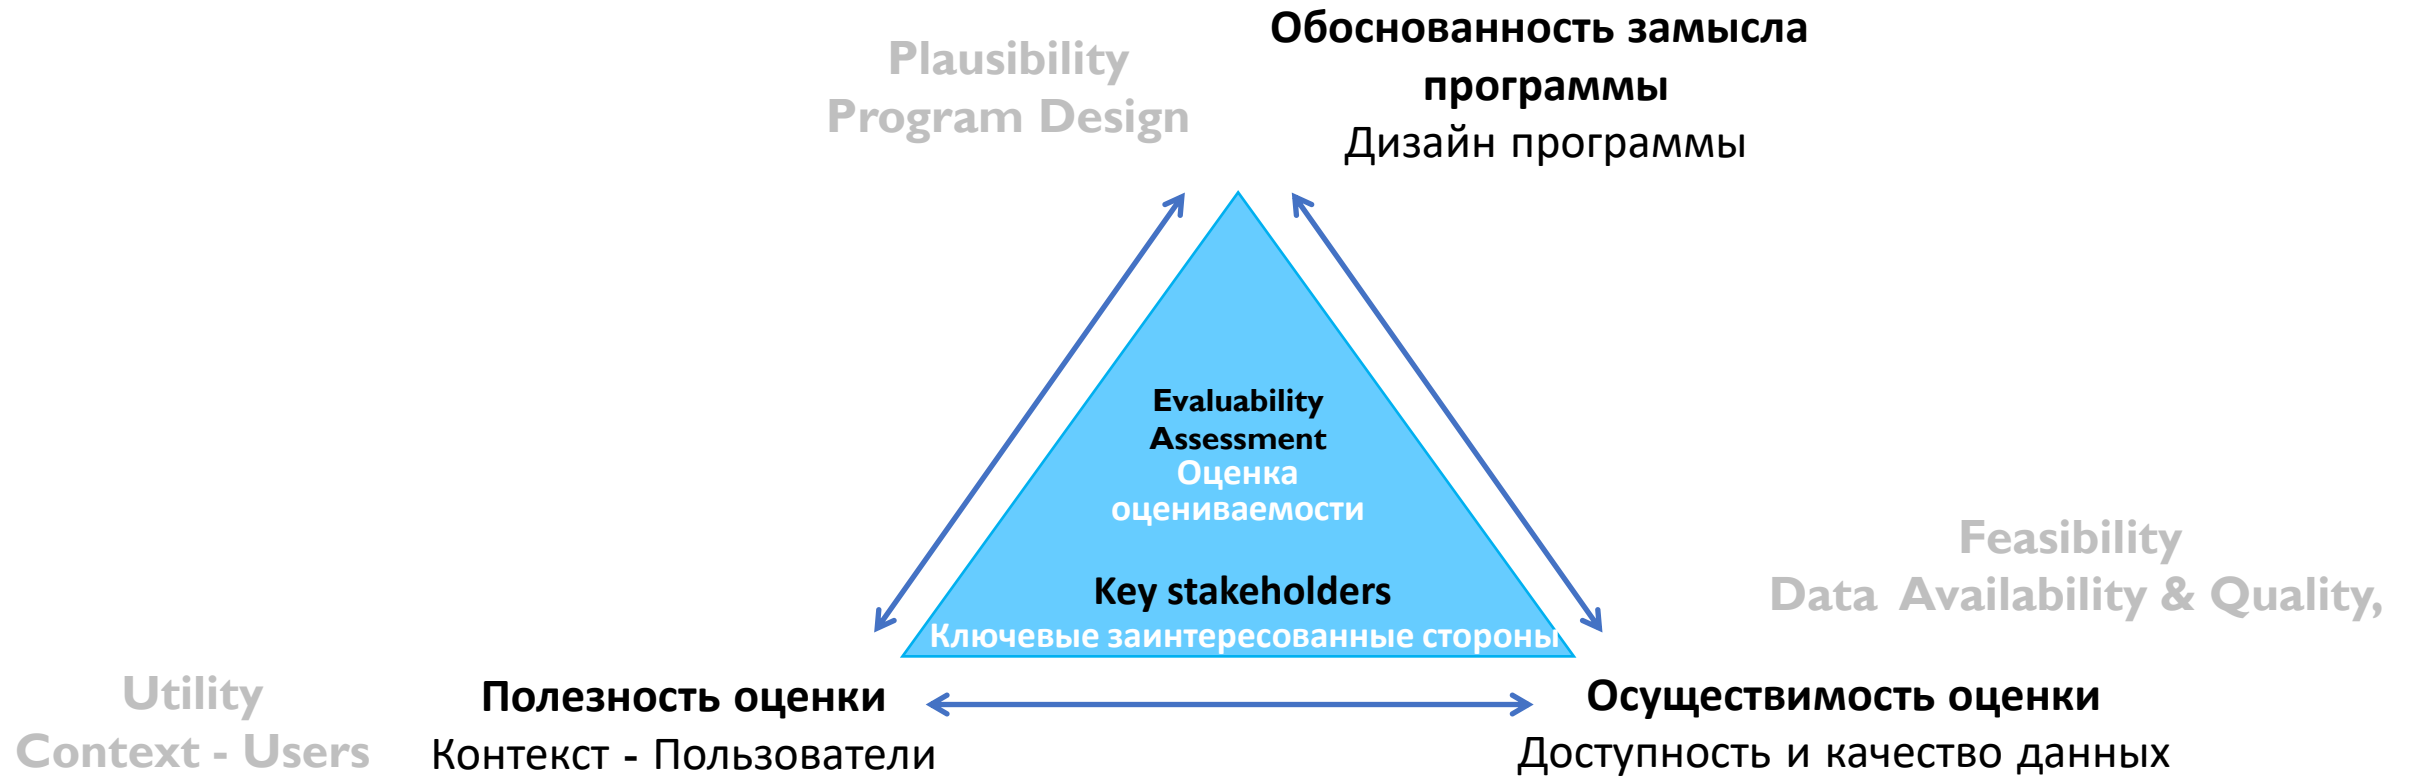 Plausibility
Program Design
Обоснованность замысла
программы
Дизайн программы
Evaluability
Assessment
Оценка
оцениваемости
Key stakeholders
Ключевые заинтересованные стороны
Feasibility
Data Availability & Quality,
Utility
Context - Users
Полезность оценки
Контекст - Пользователи
Осуществимость оценки
Доступность и качество данных